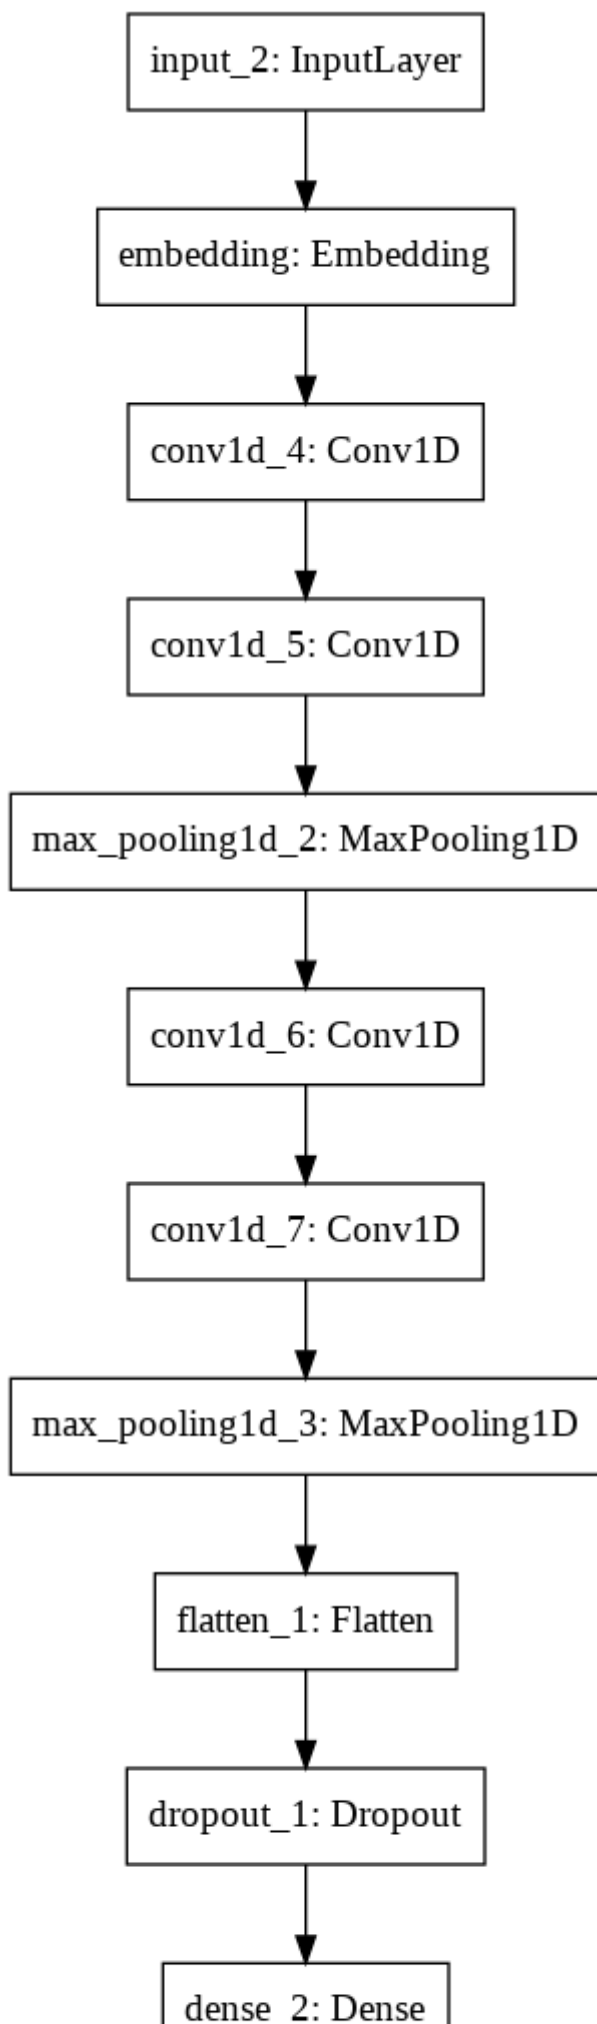 input_2: InputLayer
embedding: Embedding
conv1d_4: Conv1D
conv1d_5: Conv1D
max_pooling1d_2: MaxPooling1D
conv1d_6: Conv1D
conv1d_7: Conv1D
max_pooling1d_3: MaxPooling1D
flatten_1: Flatten
dropout_1: Dropout
dense_2: Dense